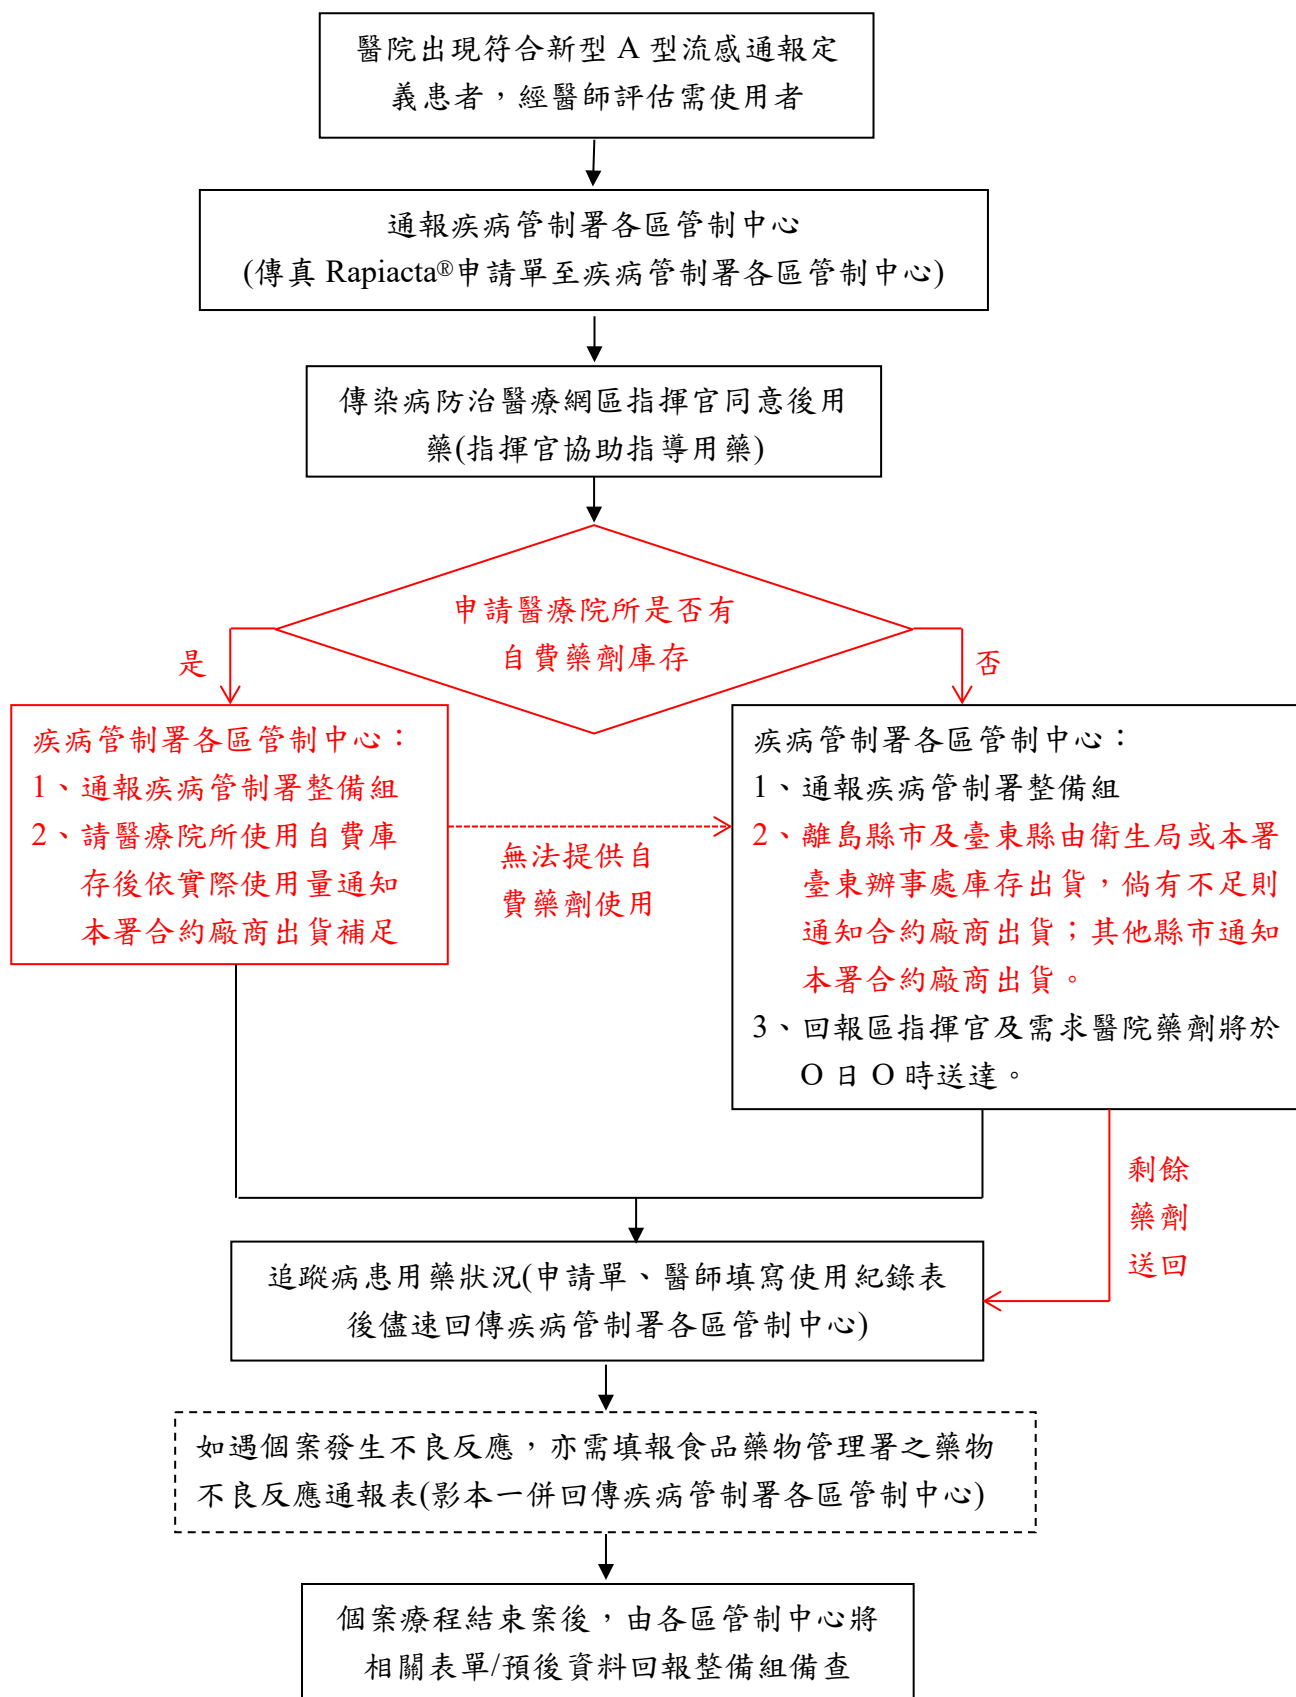 醫院出現符合新型 A 型流感通報定
義患者，經醫師評估需使用者
通報疾病管制署各區管制中心
(傳真 Rapiacta®申請單至疾病管制署各區管制中心)
傳染病防治醫療網區指揮官同意後用
藥(指揮官協助指導用藥)
申請醫療院所是否有
自費藥劑庫存
是
否
疾病管制署各區管制中心：
1、通報疾病管制署整備組
2、請醫療院所使用自費庫
存後依實際使用量通知
本署合約廠商出貨補足
無法提供自
費藥劑使用
疾病管制署各區管制中心：
1、通報疾病管制署整備組
2、離島縣市及臺東縣由衛生局或本署
臺東辦事處庫存出貨，倘有不足則
通知合約廠商出貨；其他縣市通知
本署合約廠商出貨。
3、回報區指揮官及需求醫院藥劑將於
O 日 O 時送達。
剩餘
藥劑
送回
追蹤病患用藥狀況(申請單、醫師填寫使用紀錄表
後儘速回傳疾病管制署各區管制中心)
如遇個案發生不良反應，亦需填報食品藥物管理署之藥物
不良反應通報表(影本一併回傳疾病管制署各區管制中心)
個案療程結束案後，由各區管制中心將
相關表單/預後資料回報整備組備查